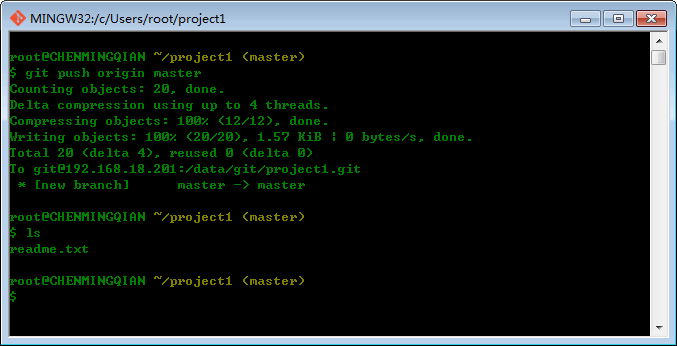 MINGW32:/c/Users/root/project1
root@CHENMINGQIAN ~/project1 (master)
$ git push origin master
Counting objects: 20, done.
Delta compression using up to 4 threads.
Compressing objects: 100% (12/12), done.
Writing objects: 100% (20/20), 1.57 KiB ¦ 0 bytes/s, done.
Total 20 (delta 4), reused 0 (delta 0)
To git@192.168.18.201:/data/git/project1.git
 * [new branch]      master -> master
root@CHENMINGQIAN ~/project1 (master)
$ ls
readme.txt
root@CHENMINGQIAN ~/project1 (master)
$